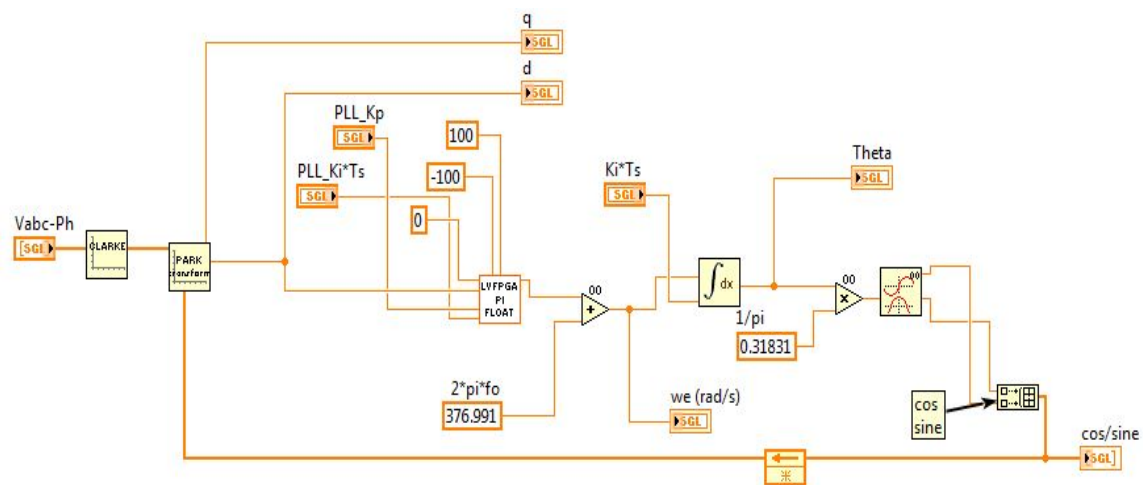 q
SGL
d
SGL
PLL_Kp
SGL
100
Theta
SGL
PLL_Ki*Ts
SGL
-100
Ki*Ts
SGL
0
Vabc-Ph
[SGL
CLARKE
PARK
transform
LVFPGA
PI
FLOAT
00
+
∫dx
00
×
00
1/pi
0.31831
2*pi*fo
376.991
we (rad/s)
SGL
cos
sine
cos/sine
SGL]